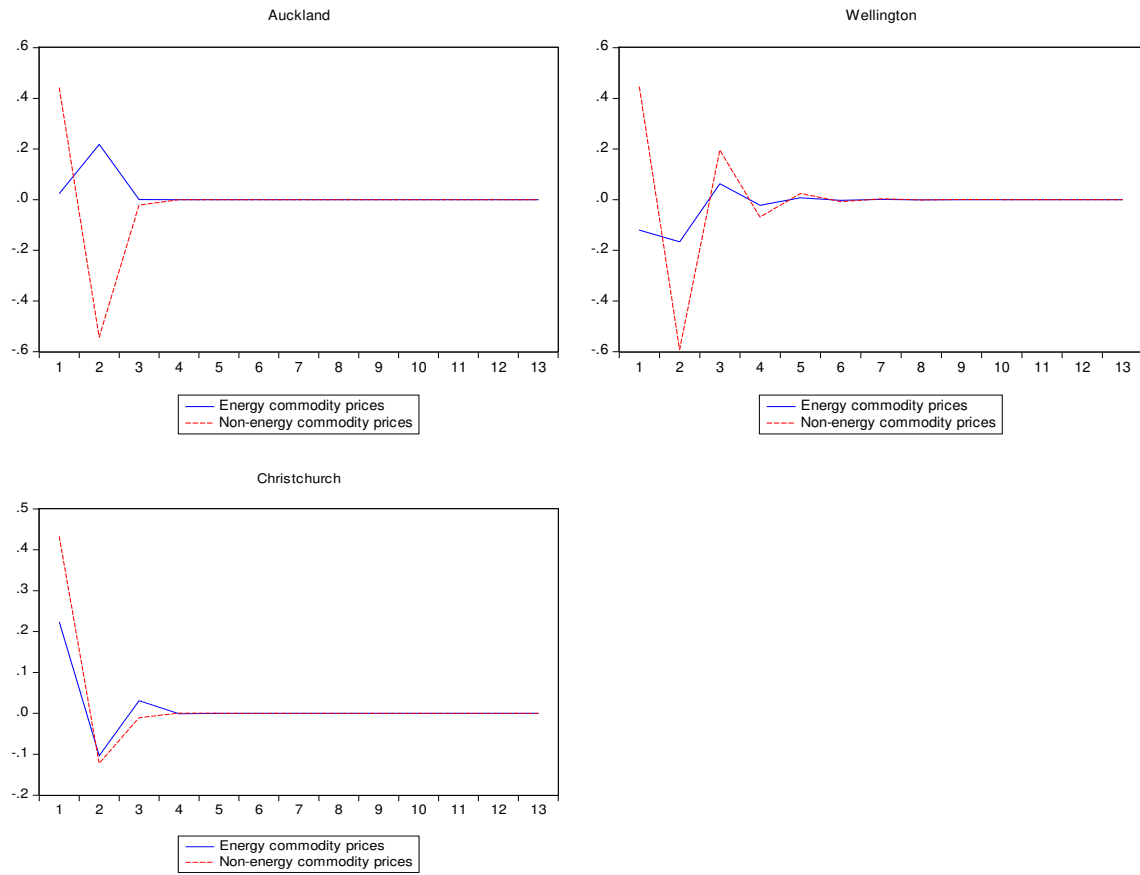 Auckland
.6
.4
.2
.0
-.2
-.4
-.6
1 2 3 4 5 6 7 8 9 10 11 12 13
Energy commodity prices
Non-energy commodity prices
Wellington
.6
.4
.2
.0
-.2
-.4
-.6
1 2 3 4 5 6 7 8 9 10 11 12 13
Energy commodity prices
Non-energy commodity prices
Christchurch
.5
.4
.3
.2
.1
.0
-.1
-.2
1 2 3 4 5 6 7 8 9 10 11 12 13
Energy commodity prices
Non-energy commodity prices